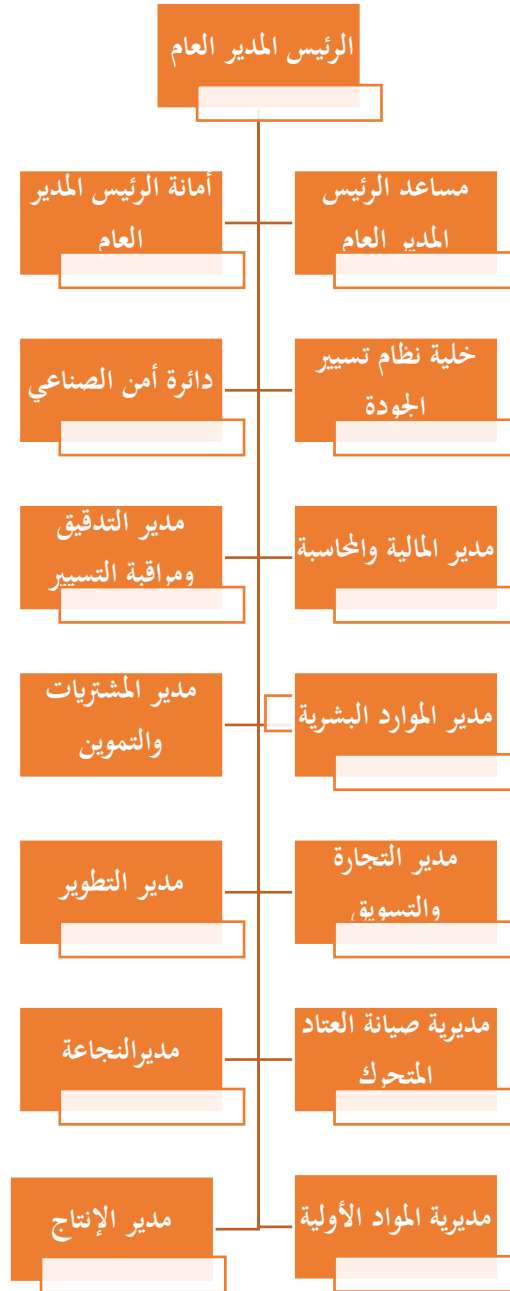 الرئيس المدير العام
مساعد الرئيس
المدير العام
أمانة الرئيس المدير
العام
خلية نظام تسيير
الجودة
دائرة أمن الصناعي
مدير المالية والمحاسبة
مدير التدقيق
ومراقبة التسيير
مدير الموارد البشرية
مدير المشتريات
والتموين
مدير التجارة
والتسويق
مدير التطوير
مديرية صيانة العتاد
المتحرك
مديرالنجاعة
مديرية المواد الأولية
مدير الإنتاج